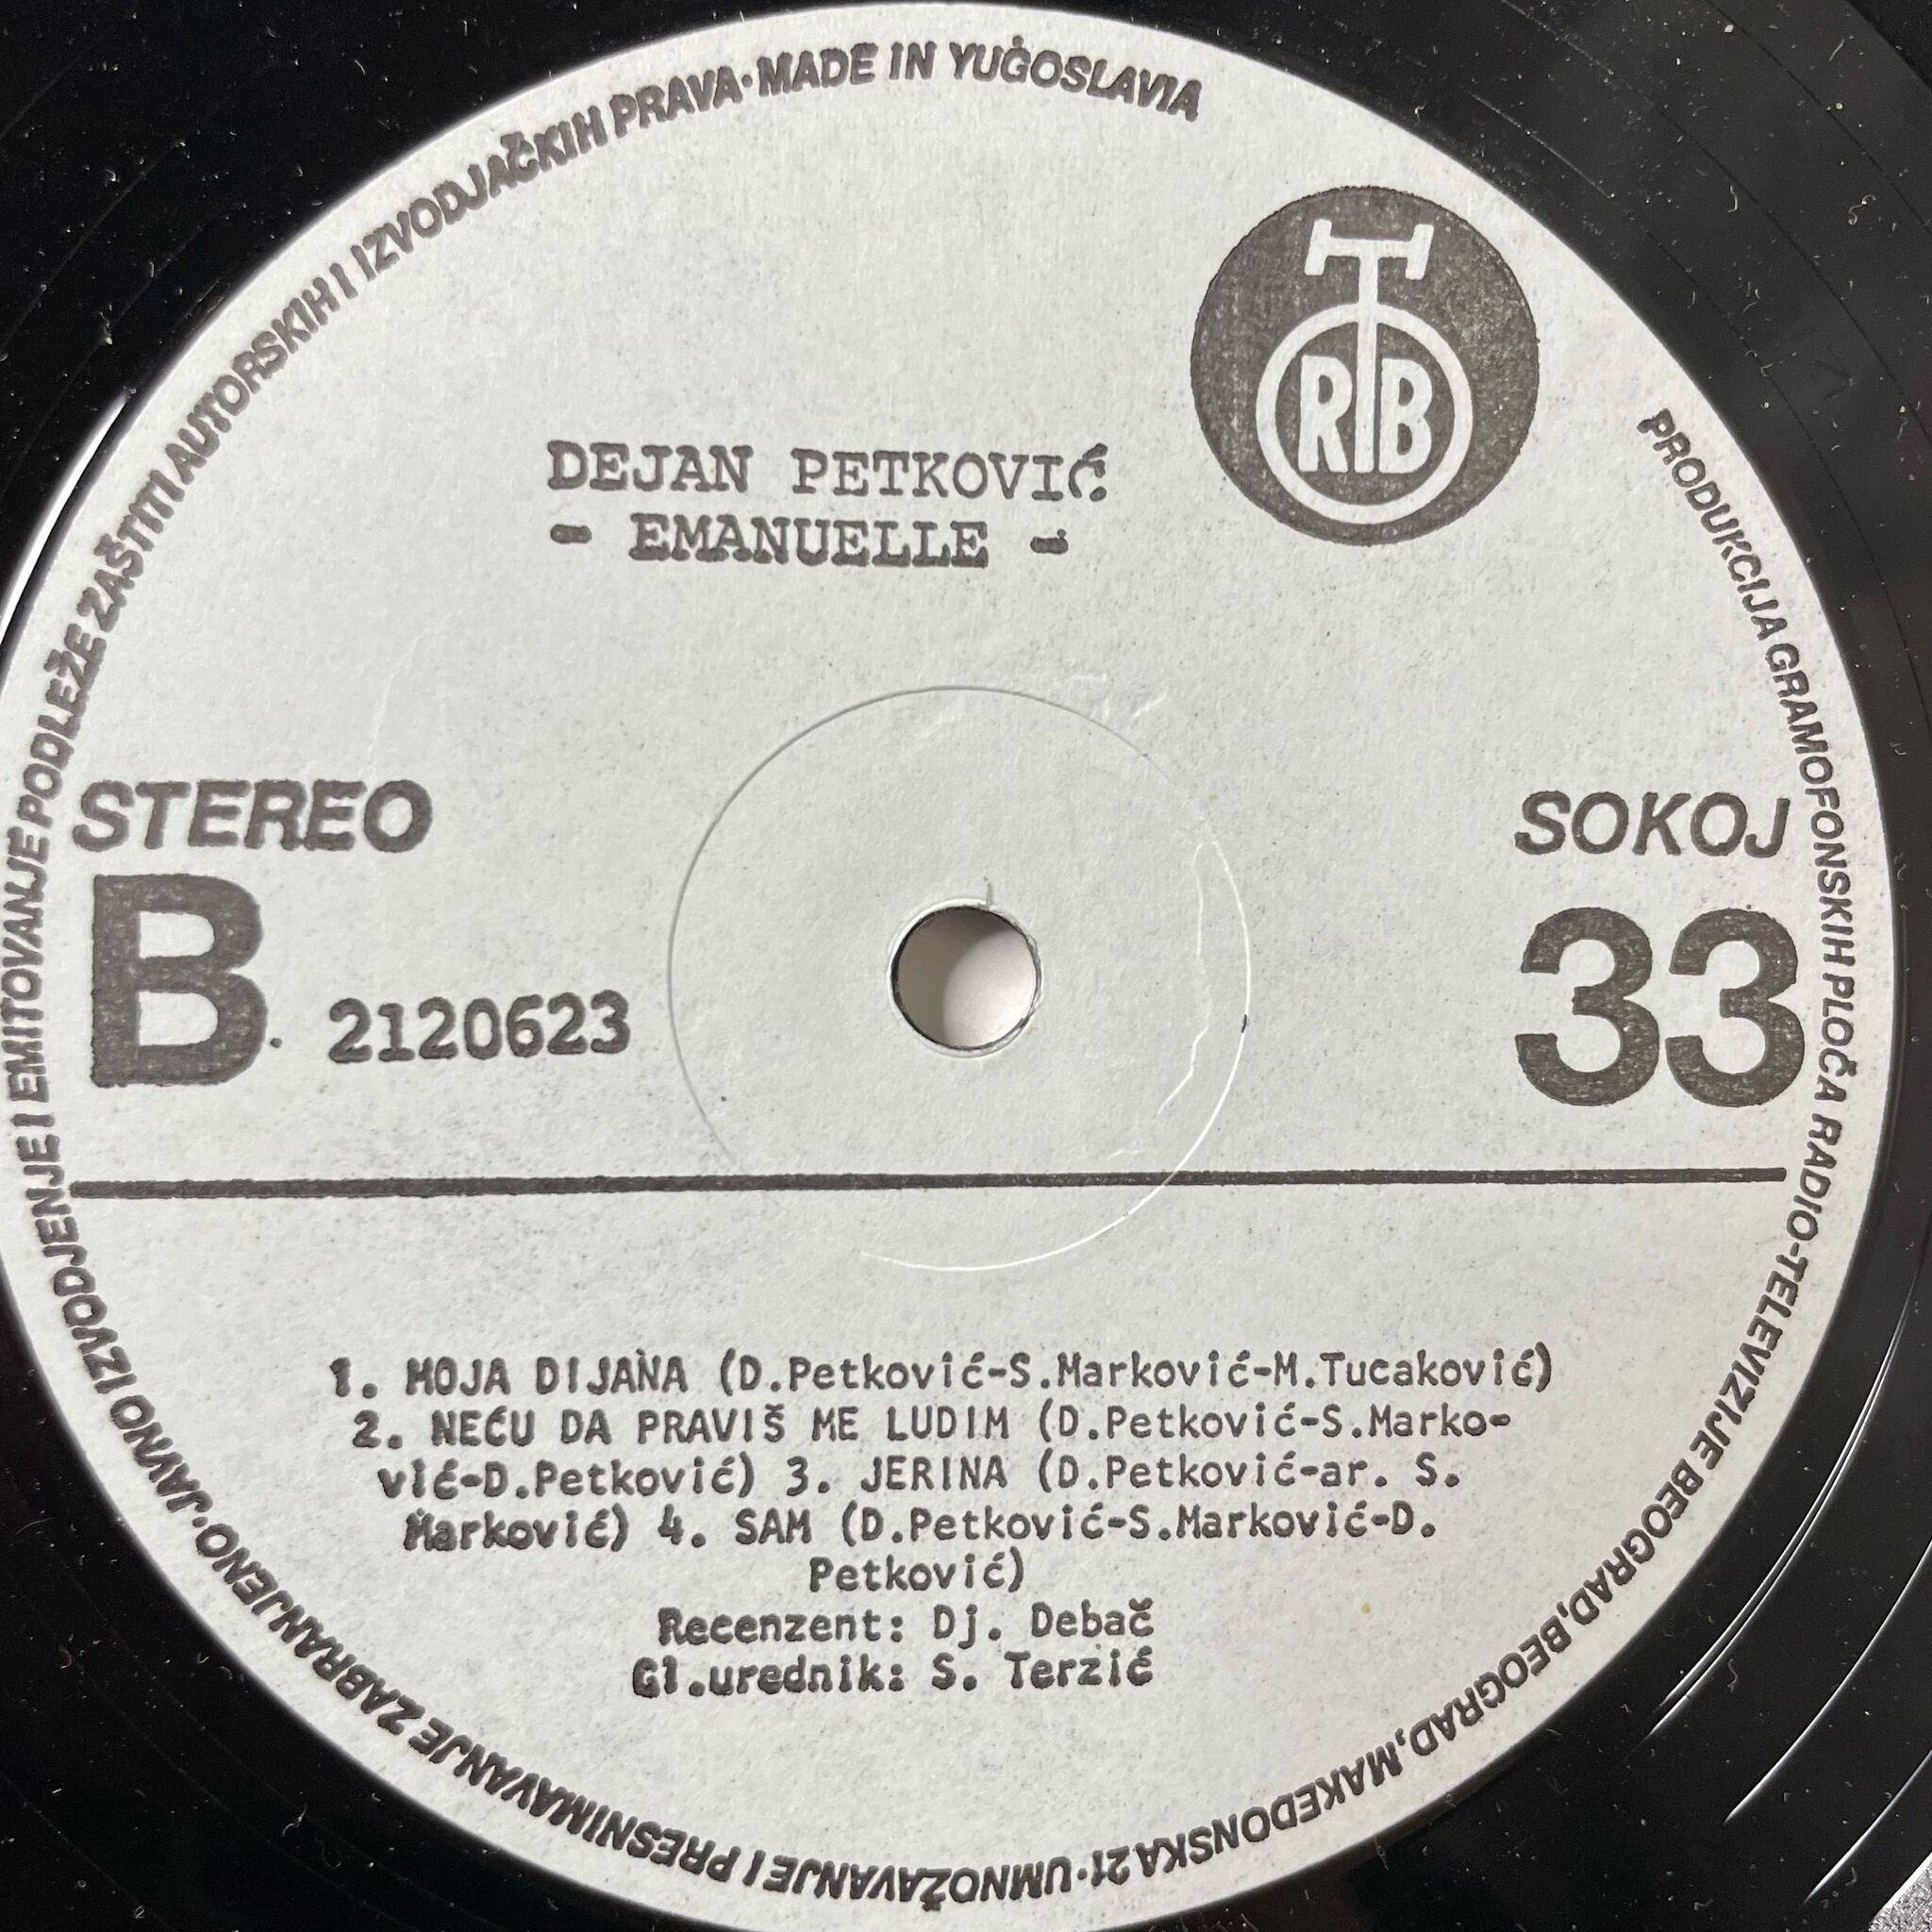 DEJAN PETKOVIĆ
- EMANUELLE -
RTB
STEREO
SOKOJ
B
2120623
33
1. MOJA DIJANA (D.Petković-S.Marković-M.Tucaković)
2. NEĆU DA PRAVIŠ ME LUDIM (D.Petković-S.Marko-
vić-D.Petković) 3. JERINA (D.Petković-ar. S.
Marković) 4. SAM (D.Petković-S.Marković-D.
Petković)
Recenzent: Dj. Debač
Gl.urednik: S. Terzić
PRODUKCIJA GRAMOFONSKIH PLOČA RADIO-TELEVIZIJE BEOGRAD, BEOGRAD, MAKEDONSKA 21·UMNOŽAVANJE I PRESNIMAVANJE ZABRANJENO·JAVNO IZVODJENJE I EMITOVANJE PODLEŽE ZAŠTITI AUTORSKIH I IZVODJAČKIH PRAVA·MADE IN YUGOSLAVIA